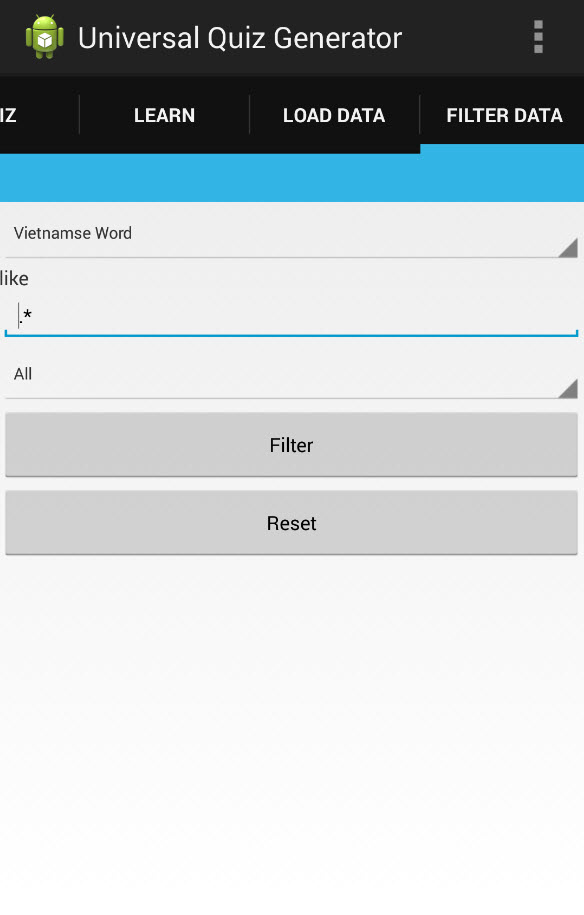 Universal Quiz Generator
IZ LEARN LOAD DATA FILTER DATA
Vietnamse Word
like
.*
All
Filter
Reset